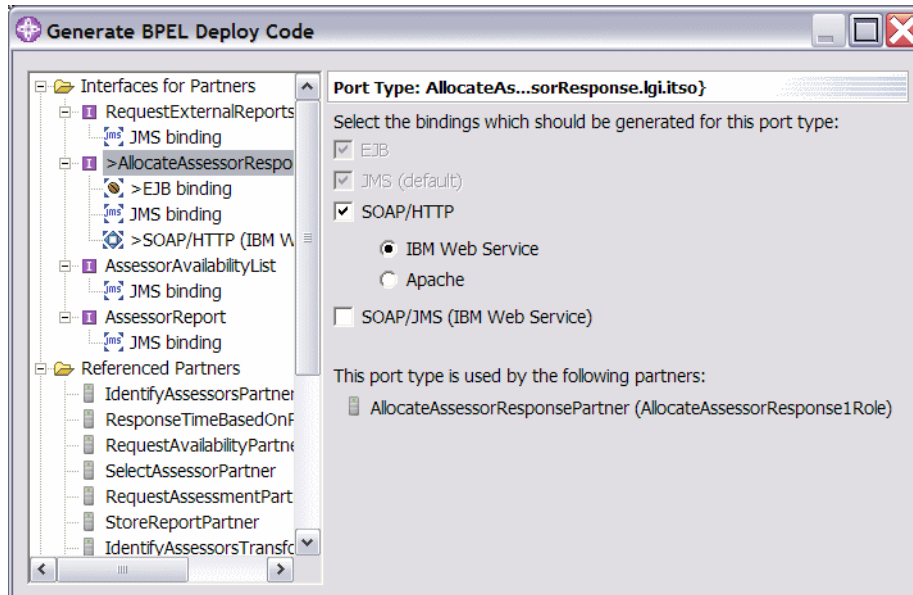 Generate BPEL Deploy Code
Interfaces for Partners
RequestExternalReports
JMS binding
>AllocateAssessorRespo
>EJB binding
JMS binding
>SOAP/HTTP (IBM W
AssessorAvailabilityList
JMS binding
AssessorReport
JMS binding
Referenced Partners
IdentifyAssessorsPartner
ResponseTimeBasedOnP
RequestAvailabilityPartne
SelectAssessorPartner
RequestAssessmentPart
StoreReportPartner
IdentifyAssessorsTransfo
Port Type: AllocateAs...sorResponse.lgi.itso}
Select the bindings which should be generated for this port type:
EJB
JMS (default)
SOAP/HTTP
IBM Web Service
Apache
SOAP/JMS (IBM Web Service)
This port type is used by the following partners:
AllocateAssessorResponsePartner (AllocateAssessorResponse1Role)